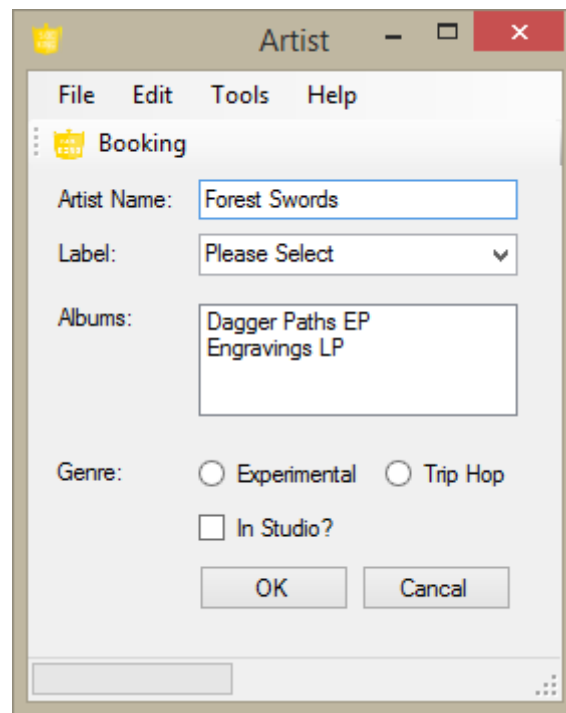 Artist
File Edit Tools Help
Booking
Artist Name: Forest Swords
Label: Please Select
Albums: Dagger Paths EP
Engravings LP
Genre: Experimental Trip Hop
In Studio?
OK Cancal